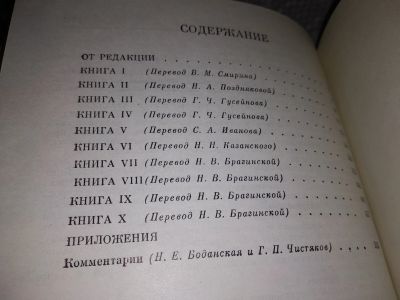 СОДЕРЖАНИЕ
ОТ РЕДАКЦИИ
КНИГА I (Перевод В. М. Смирина)
КНИГА II (Перевод Н. А. Поздняковой)
КНИГА III (Перевод Г. Ч. Гусейнова)
КНИГА IV (Перевод Г. Ч. Гусейнова)
КНИГА V (Перевод С. А. Иванова)
КНИГА VI (Перевод Н. Н. Казанского)
КНИГА VII (Перевод Н. В. Брагинской)
КНИГА VIII (Перевод Н. В. Брагинской)
КНИГА IX (Перевод Н. В. Брагинской)
КНИГА X (Перевод Н. В. Брагинской)
ПРИЛОЖЕНИЯ
Комментарии (Н. Е. Боданская и Г. П. Чистяков)